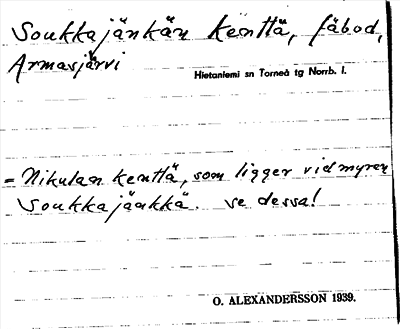 Soukkajänkän kenttä, fäbod,
Armasjärvi
Hietaniemi sn Torneå tg Norrb. l.
= Nikulan kenttä, som ligger vid myren
Soukkajänkkä. se dessa!
O. ALEXANDERSSON 1939.